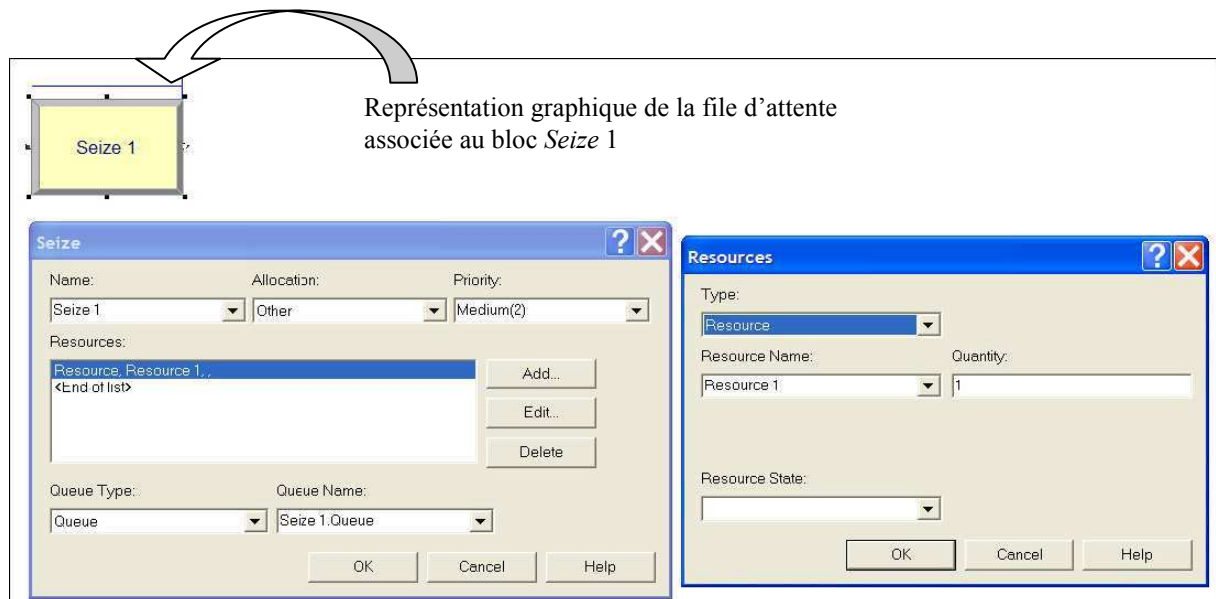 Représentation graphique de la file d'attente
associée au bloc Seize 1
Seize 1
Seize
Name: Allocation: Priority:
Seize 1 Other Medium(2)
Resources:
Resource, Resource 1, ,
<End of list>
Add...
Edit...
Delete
Queue Type: Queue Name:
Queue Seize 1.Queue
OK Cancel Help
Resources
Type:
Resource
Resource Name: Quantity:
Resource 1 1
Resource State:
OK Cancel Help